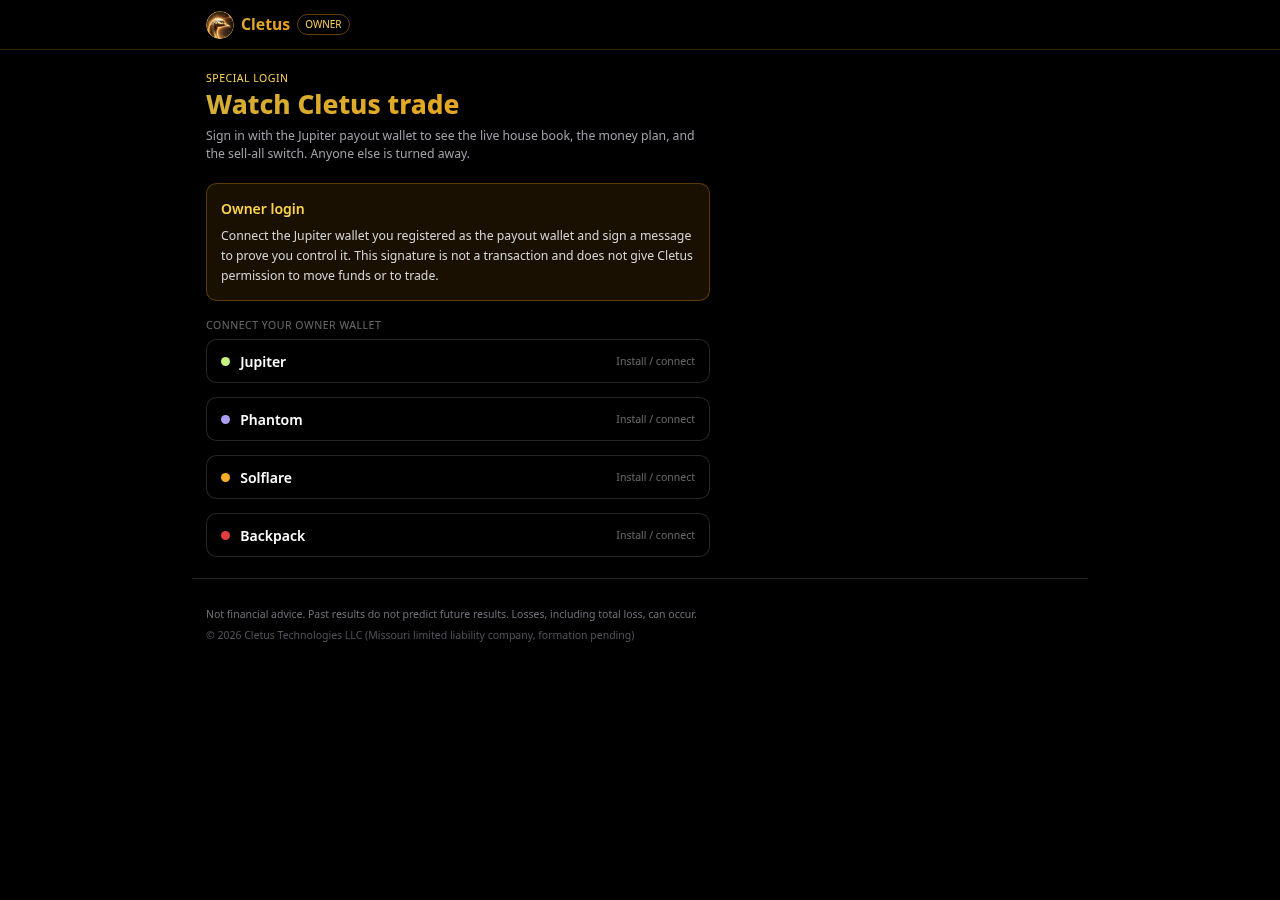 Cletus OWNER
SPECIAL LOGIN
Watch Cletus trade
Sign in with the Jupiter payout wallet to see the live house book, the money plan, and
the sell-all switch. Anyone else is turned away.
Owner login
Connect the Jupiter wallet you registered as the payout wallet and sign a message
to prove you control it. This signature is not a transaction and does not give Cletus
permission to move funds or to trade.
CONNECT YOUR OWNER WALLET
Jupiter Install / connect
Phantom Install / connect
Solflare Install / connect
Backpack Install / connect
Not financial advice. Past results do not predict future results. Losses, including total loss, can occur.
© 2026 Cletus Technologies LLC (Missouri limited liability company, formation pending)